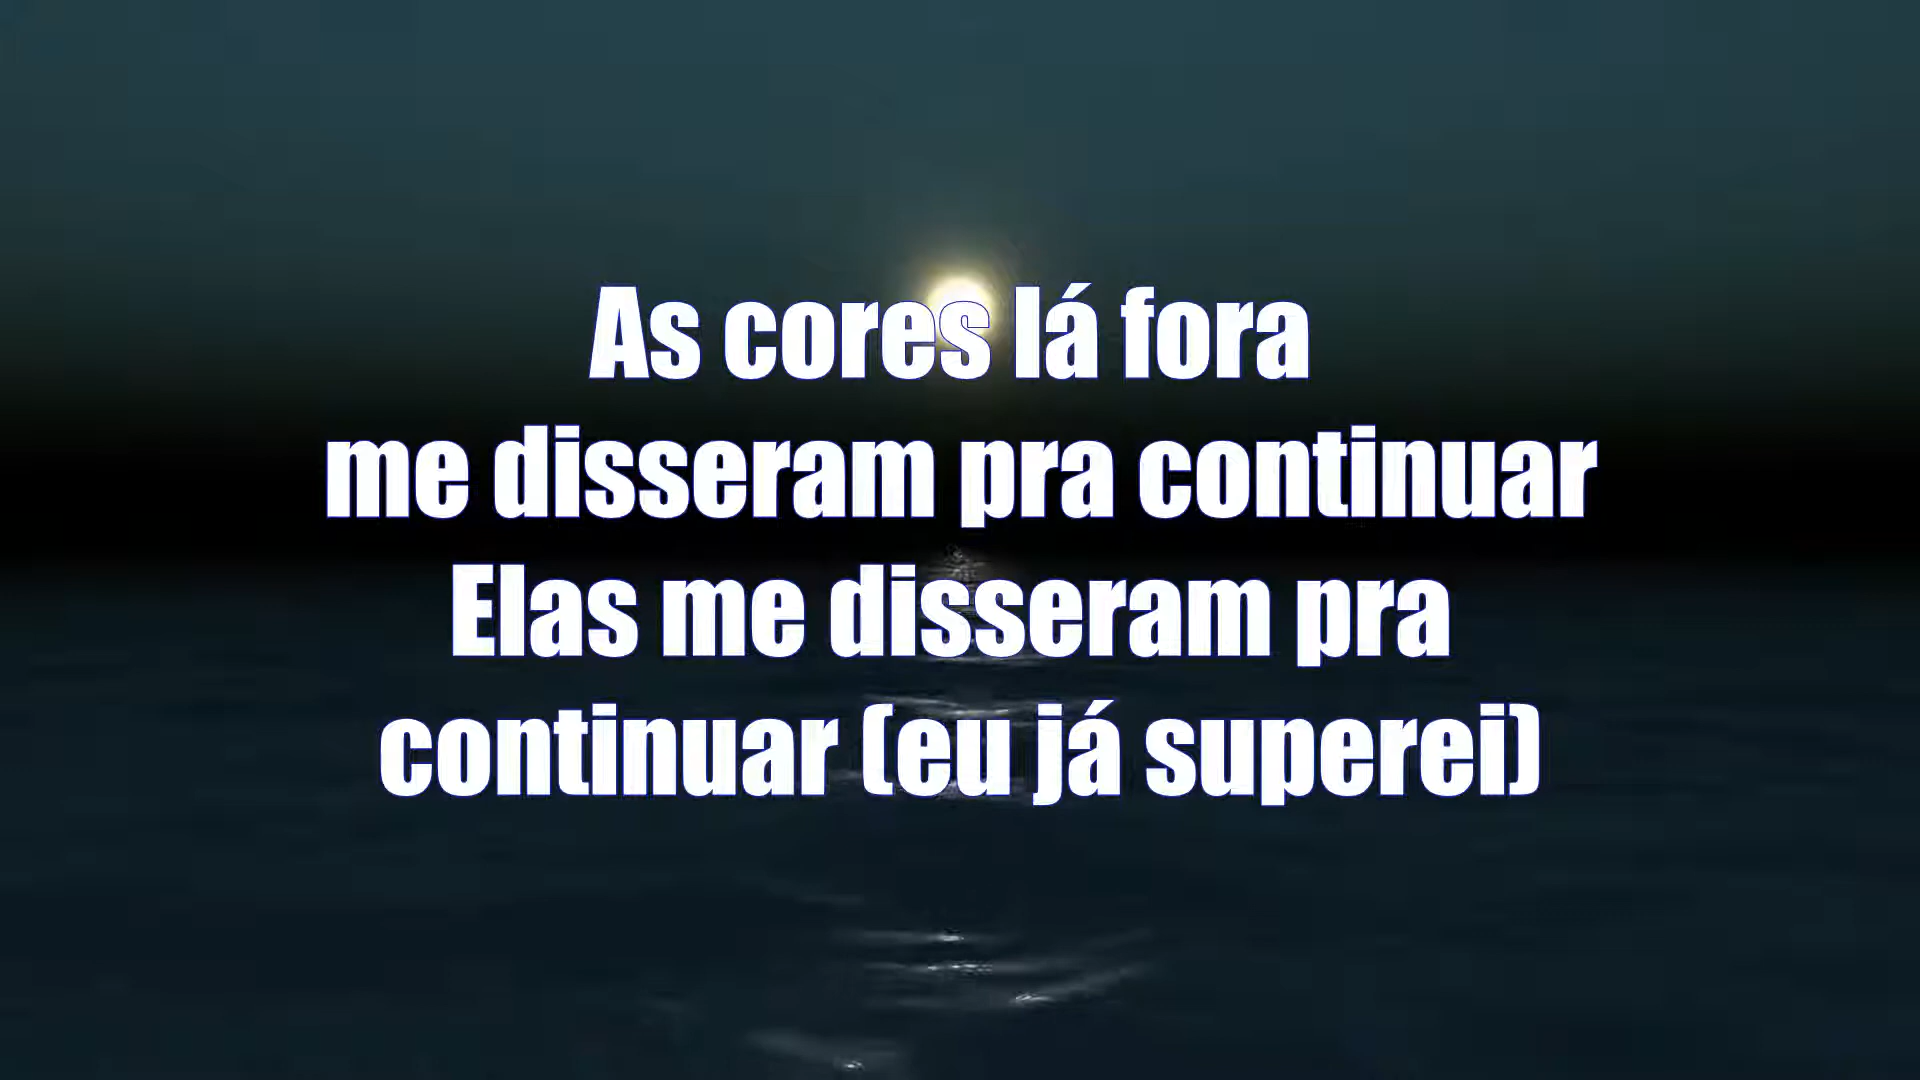 As cores lá fora
me disseram pra continuar
Elas me disseram pra
continuar (eu já superei)